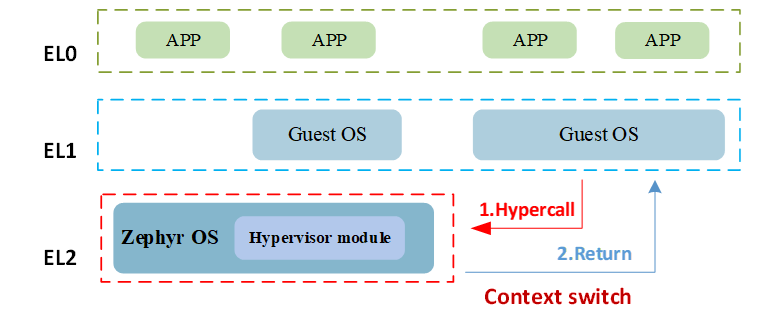 APP
APP
APP
APP
EL0
Guest OS
Guest OS
EL1
1.Hypercall
Zephyr OS
Hypervisor module
2.Return
EL2
Context switch